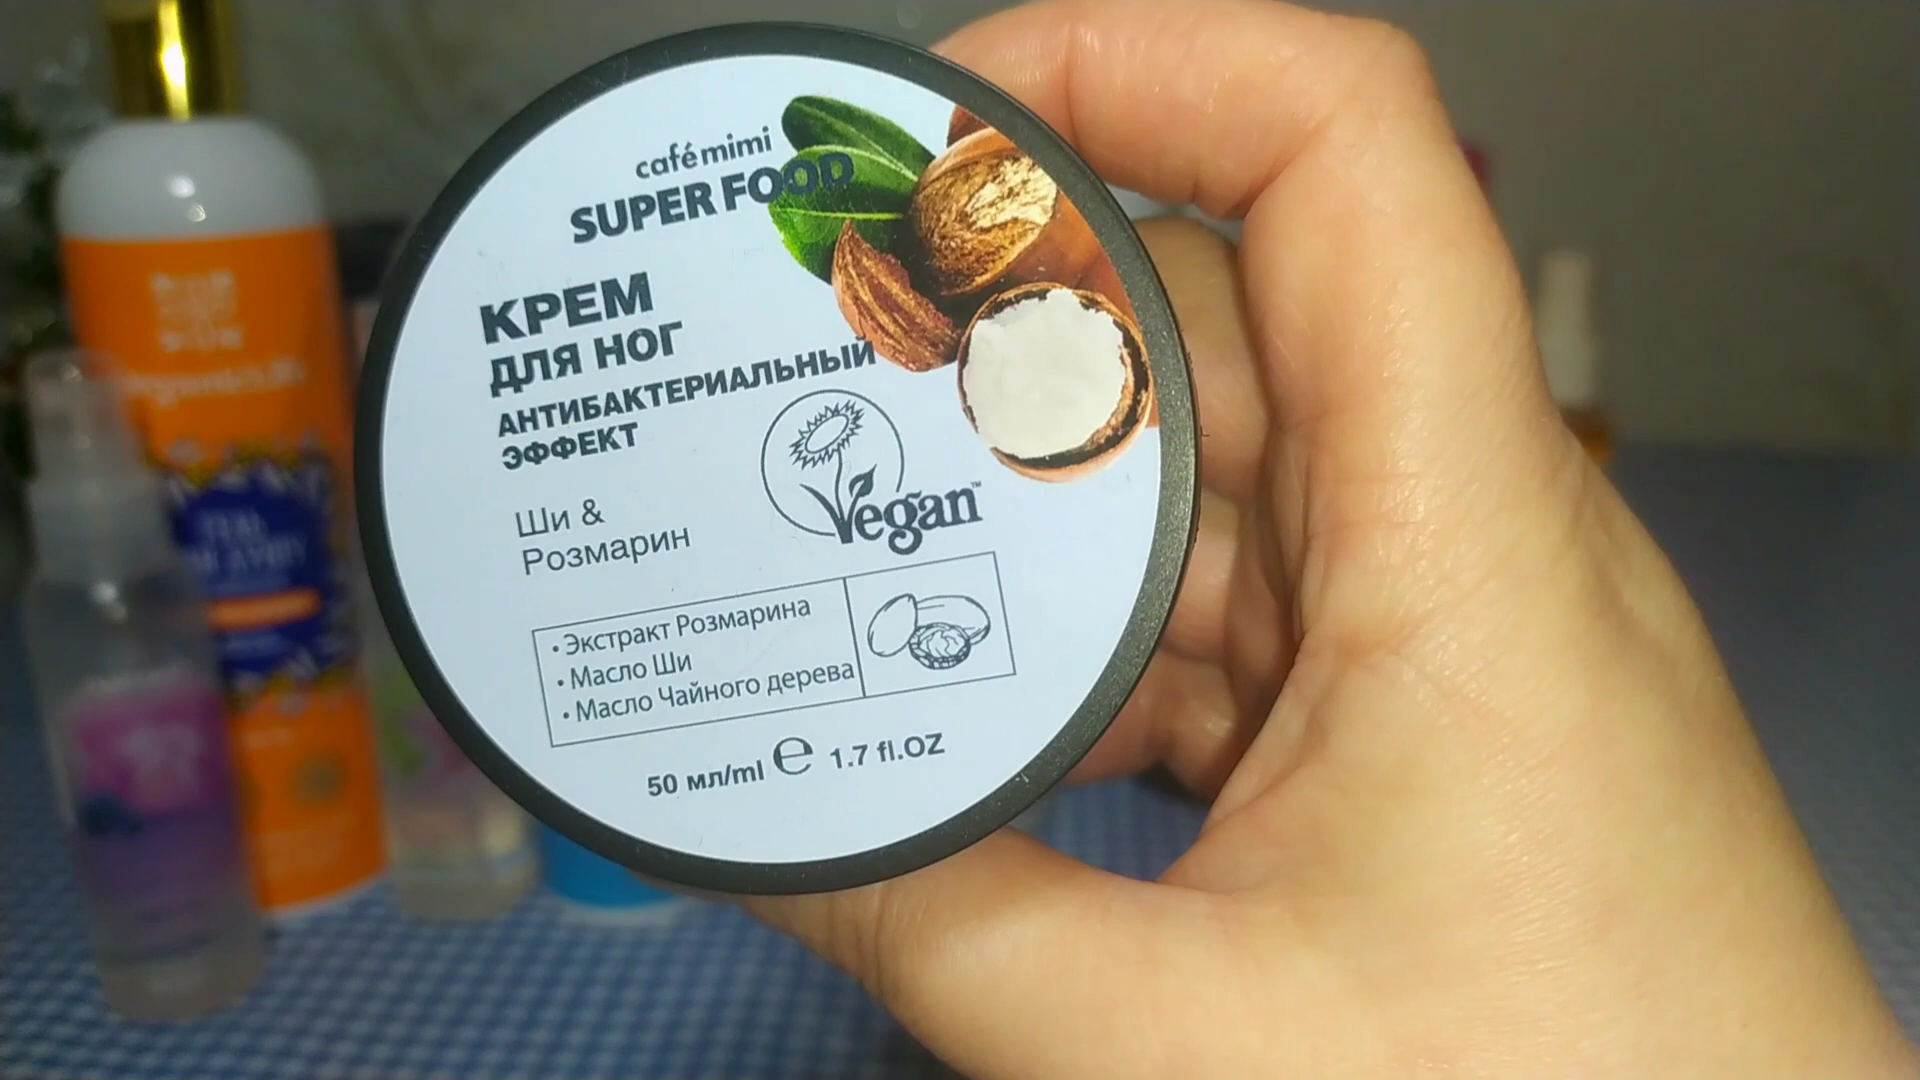 café mimi
SUPER FOOD
КРЕМ
ДЛЯ НОГ
АНТИБАКТЕРИАЛЬНЫЙ
ЭФФЕКТ
Ши &
Розмарин
Vegan™
• Экстракт Розмарина
• Масло Ши
• Масло Чайного дерева
50 мл/ml e 1.7 fl.OZ